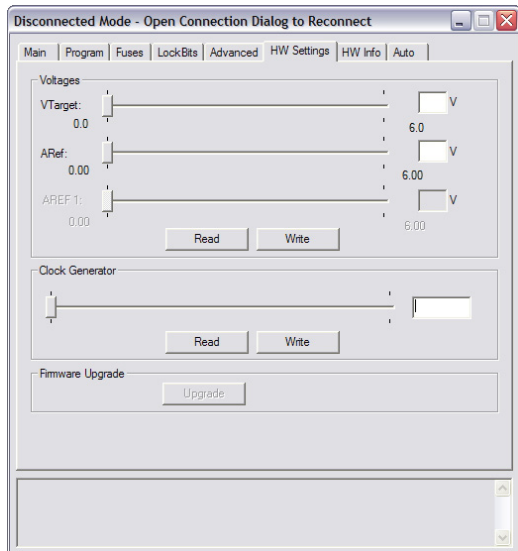 Disconnected Mode - Open Connection Dialog to Reconnect
Main Program Fuses LockBits Advanced HW Settings HW Info Auto
Voltages
VTarget: V
0.0 6.0
ARef: V
0.00 6.00
AREF 1: V
0.00 6.00
Read Write
Clock Generator
Read Write
Firmware Upgrade
Upgrade